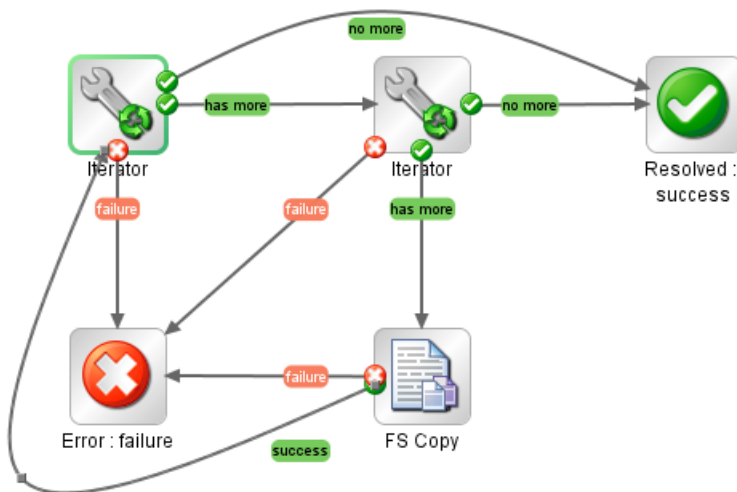 no more
has more
no more
Iterator
Iterator
Resolved :
success
failure
failure
has more
failure
Error : failure
success
FS Copy